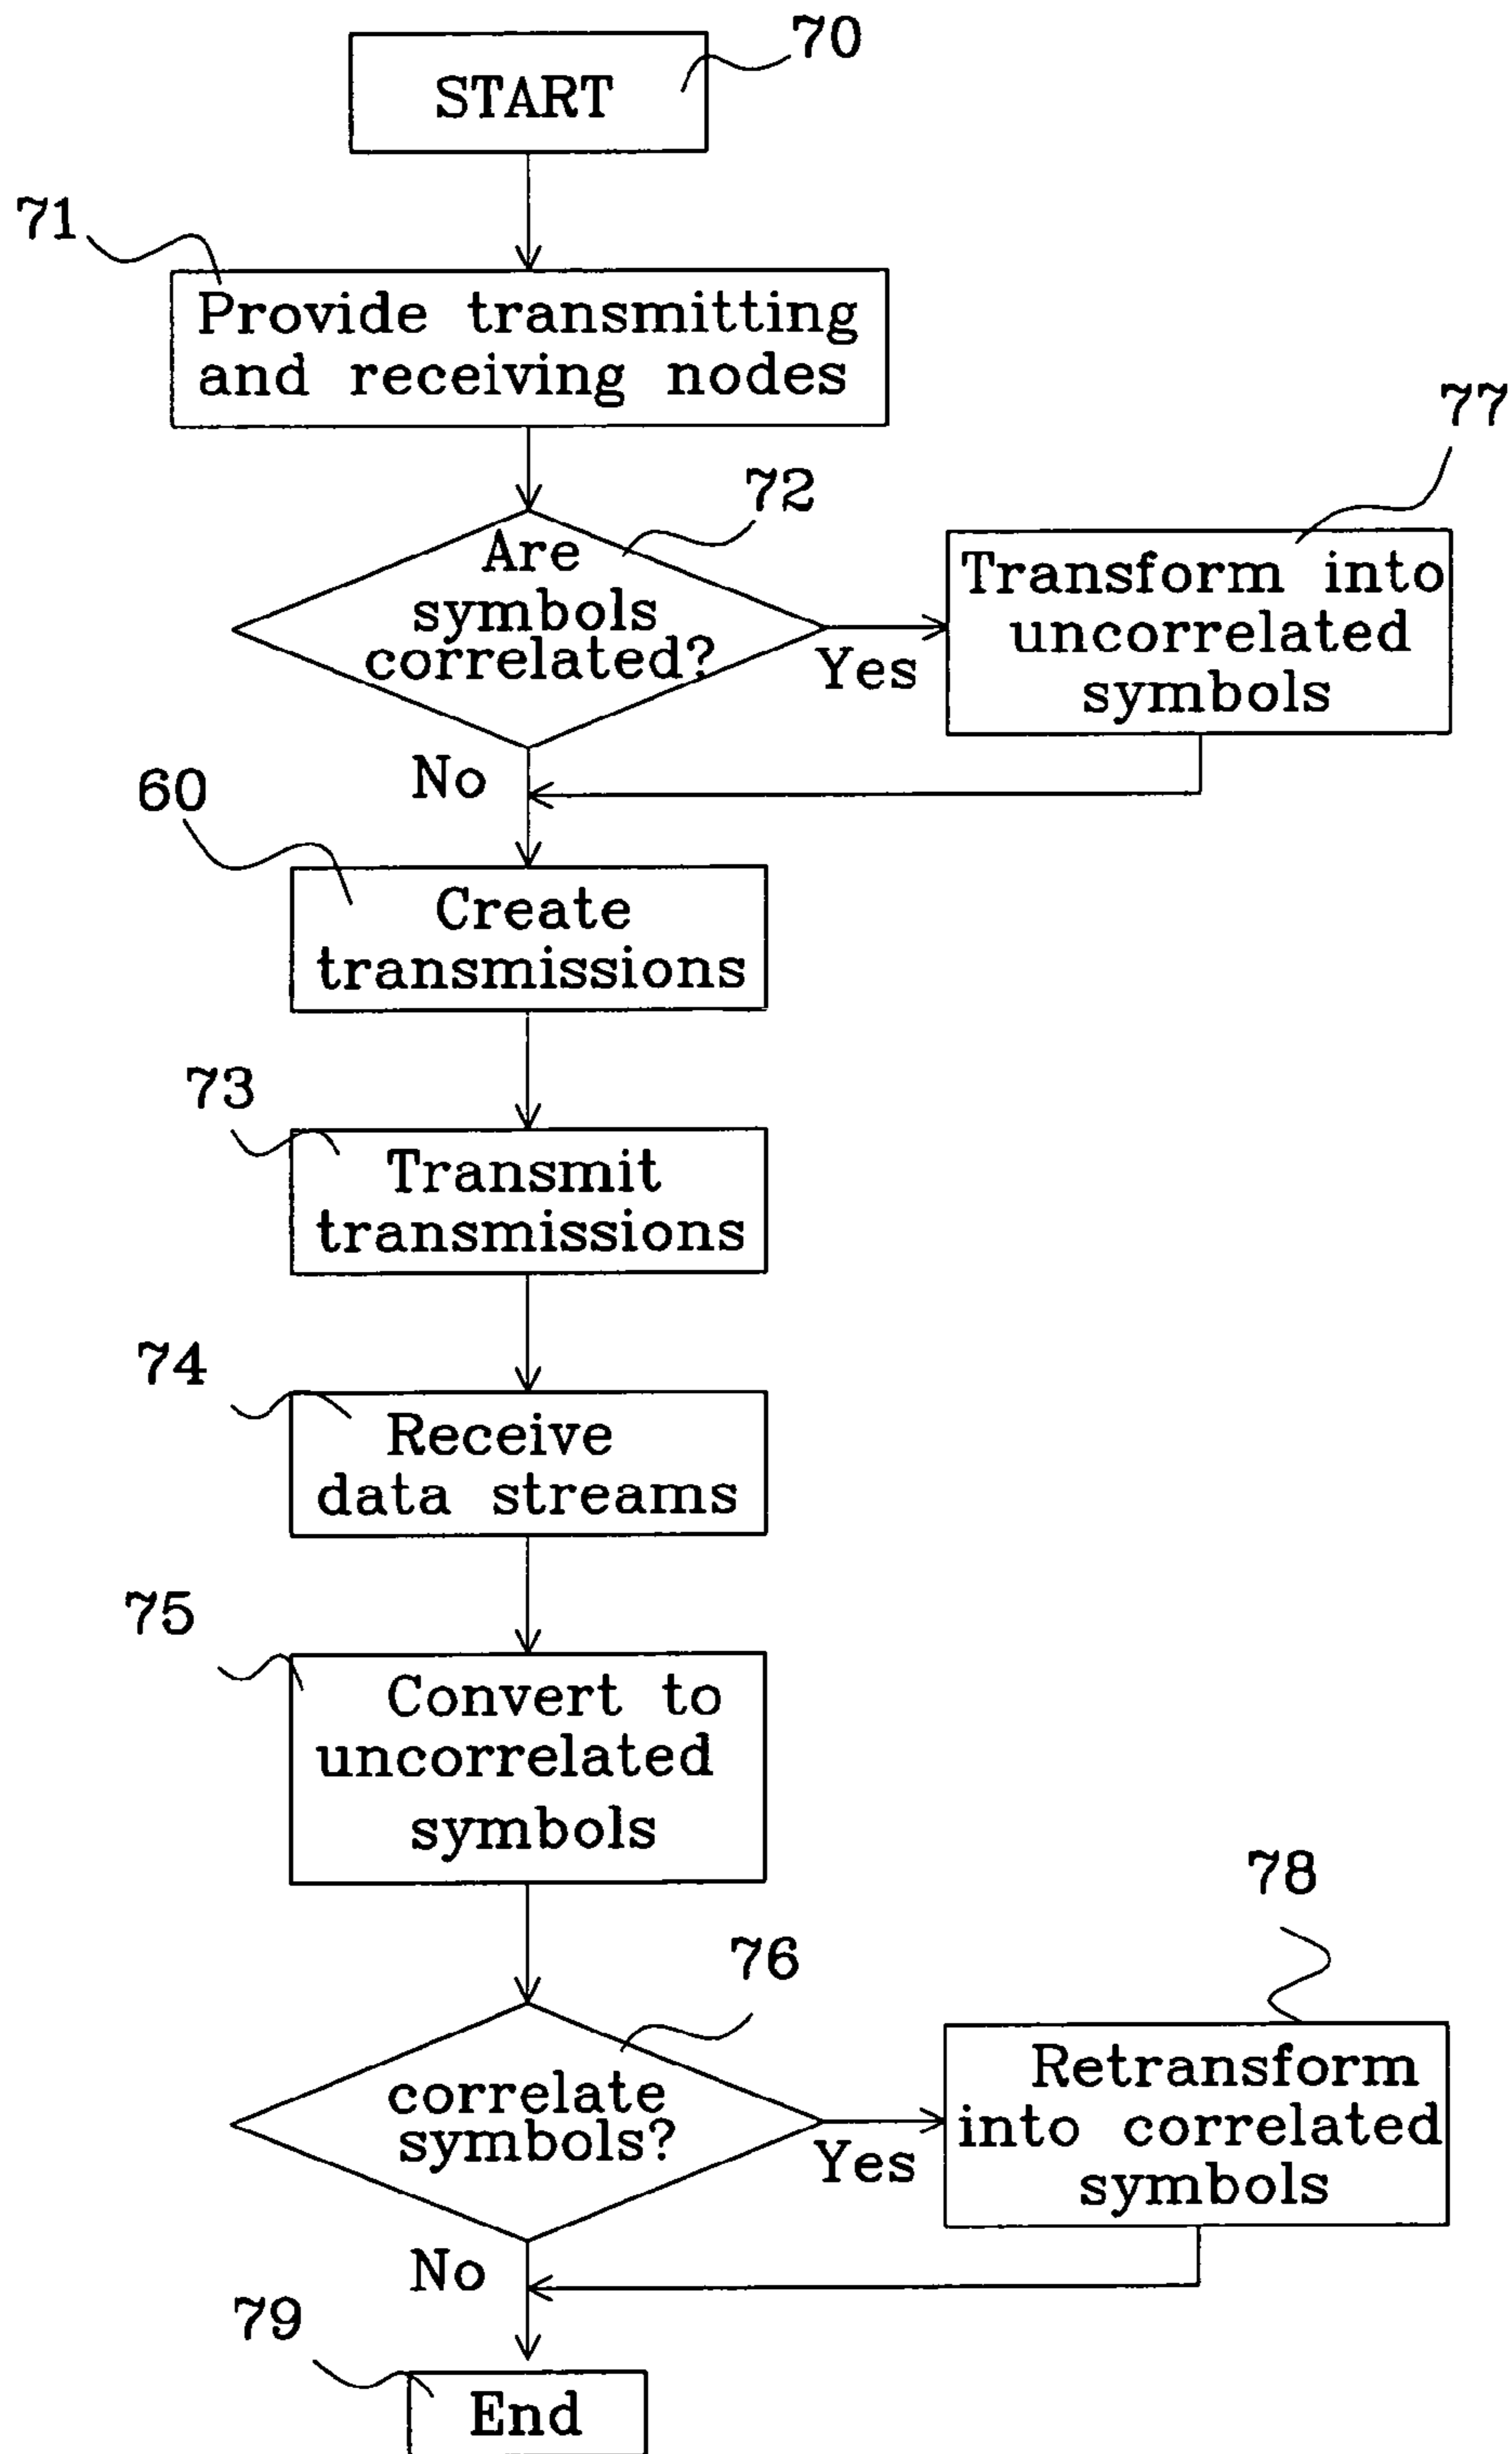 70
START
71
Provide transmitting
and receiving nodes
72
Are
symbols
correlated?
Yes
77
Transform into
uncorrelated
symbols
No
60
Create
transmissions
73
Transmit
transmissions
74
Receive
data streams
75
Convert to
uncorrelated
symbols
76
correlate
symbols?
Yes
78
Retransform
into correlated
symbols
No
79
End